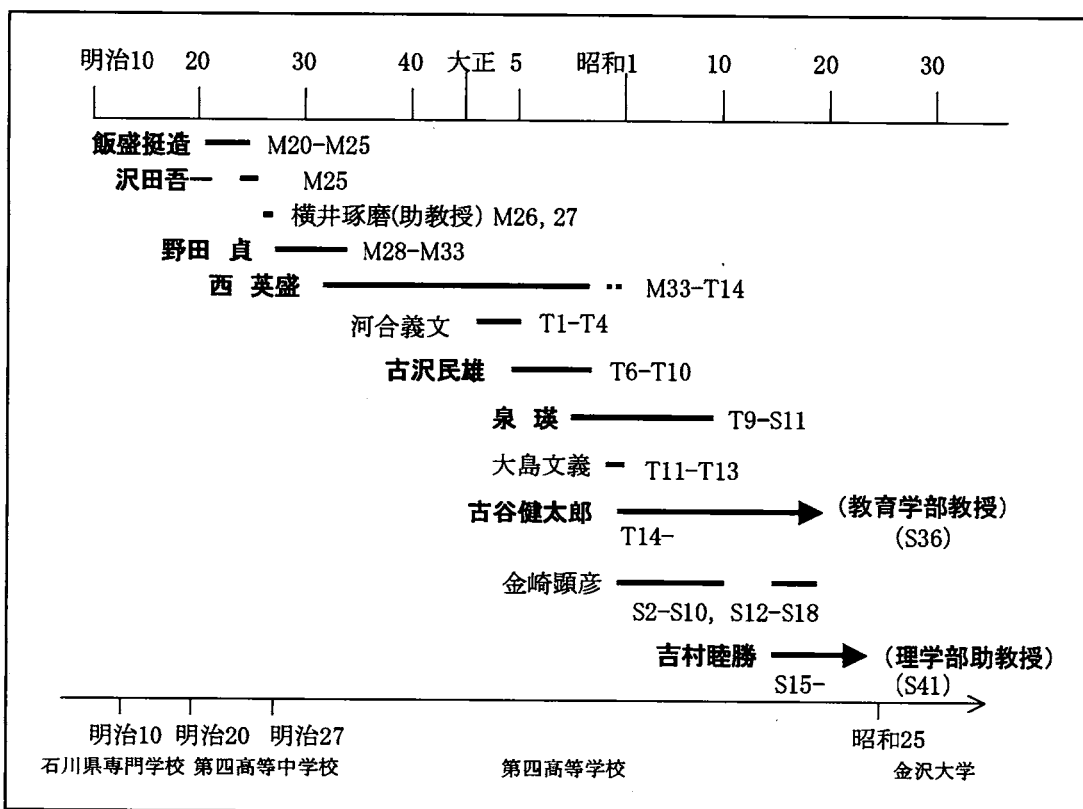 明治10 20 30 40 大正 5 昭和1 10 20 30
飯盛挺造 M20-M25
沢田吾一 M25
横井琢磨(助教授) M26, 27
野田 貞 M28-M33
西 英盛 M33-T14
河合義文 T1-T4
古沢民雄 T6-T10
泉 瑛 T9-S11
大島文義 T11-T13
古谷健太郎 (教育学部教授)
T14- (S36)
金崎顕彦
S2-S10, S12-S18
吉村睦勝 (理学部助教授)
S15- (S41)
明治10 明治20 明治27 昭和25
石川県専門学校 第四高等中学校 第四高等学校 金沢大学